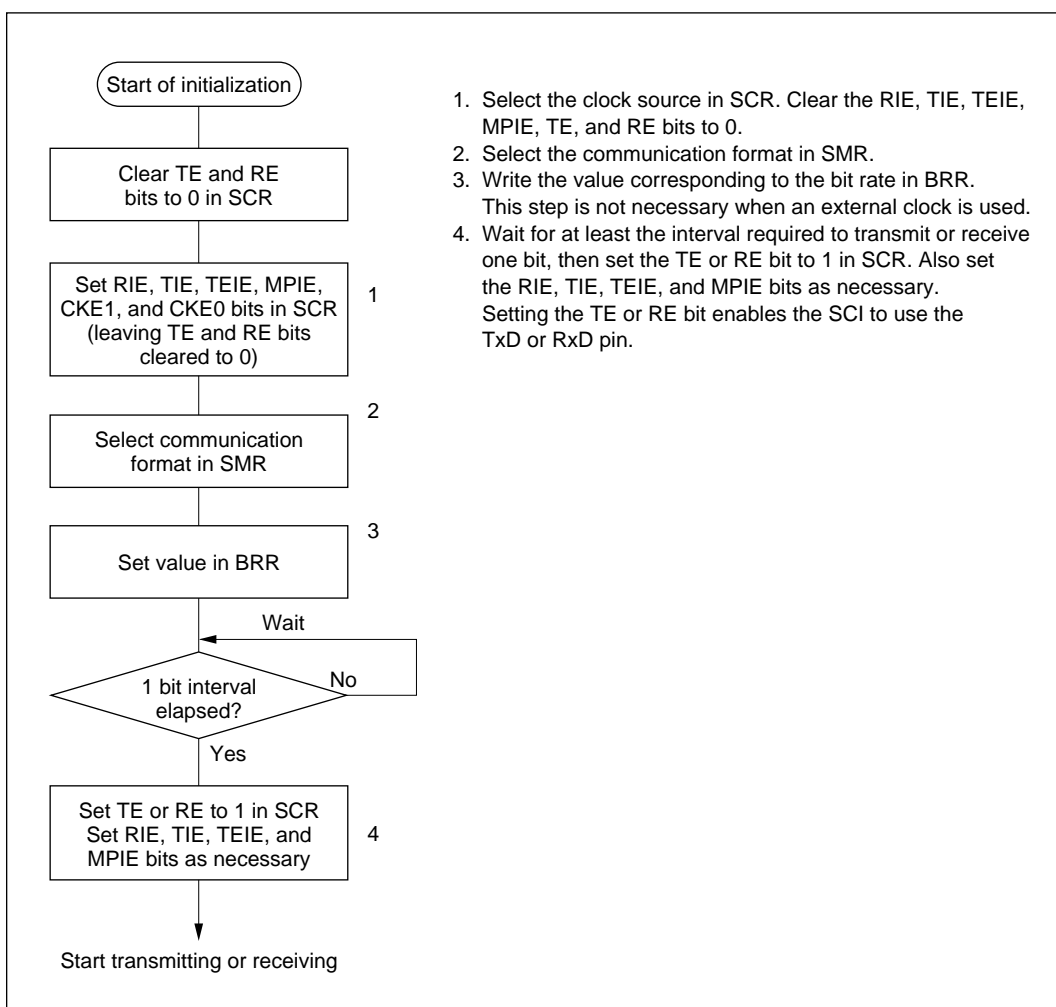 Start of initialization
Clear TE and RE
bits to 0 in SCR
Set RIE, TIE, TEIE, MPIE,
CKE1, and CKE0 bits in SCR
(leaving TE and RE bits
cleared to 0)
1
2
Select communication
format in SMR
3
Set value in BRR
Wait
1 bit interval
elapsed?
No
Yes
Set TE or RE to 1 in SCR
Set RIE, TIE, TEIE, and
MPIE bits as necessary
4
Start transmitting or receiving
1. Select the clock source in SCR. Clear the RIE, TIE, TEIE,
MPIE, TE, and RE bits to 0.
2. Select the communication format in SMR.
3. Write the value corresponding to the bit rate in BRR.
This step is not necessary when an external clock is used.
4. Wait for at least the interval required to transmit or receive
one bit, then set the TE or RE bit to 1 in SCR. Also set
the RIE, TIE, TEIE, and MPIE bits as necessary.
Setting the TE or RE bit enables the SCI to use the
TxD or RxD pin.